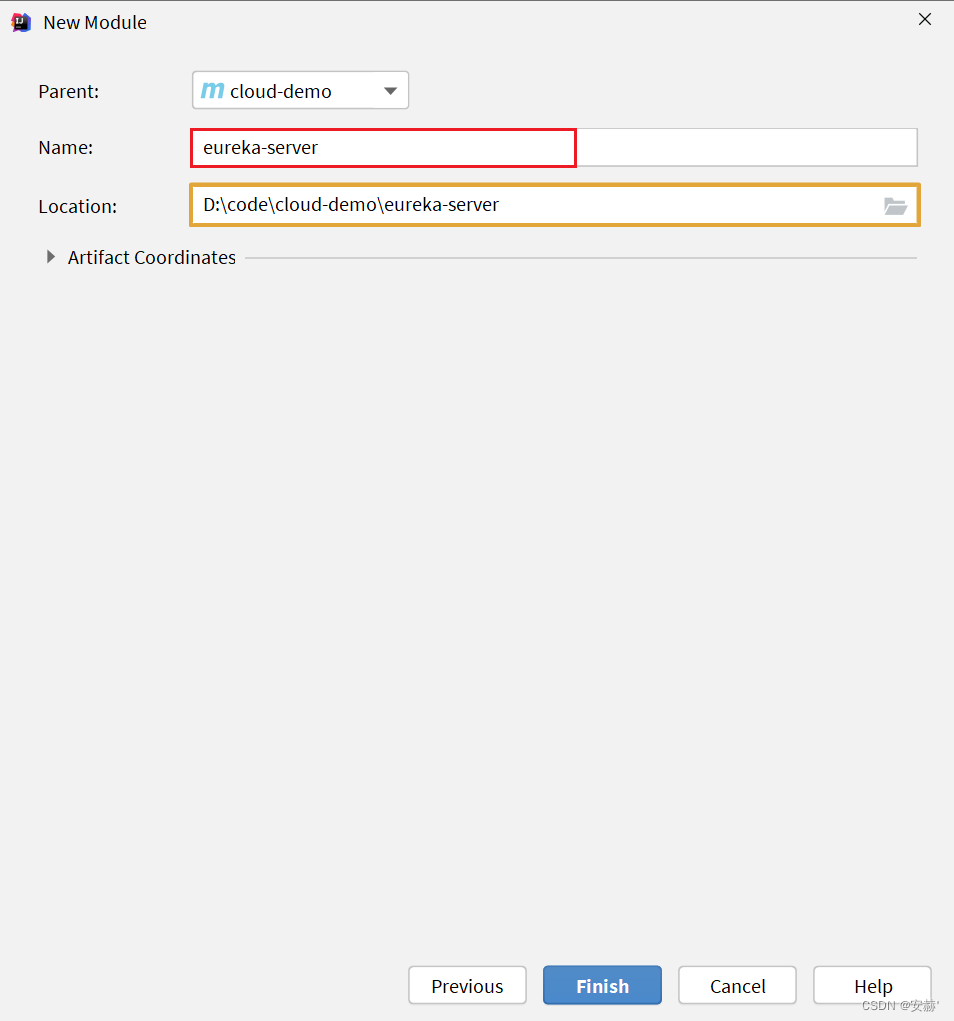 New Module
Parent: m cloud-demo
Name: eureka-server
Location: D:\code\cloud-demo\eureka-server
Artifact Coordinates
Previous Finish Cancel Help
CSDN @安赫'